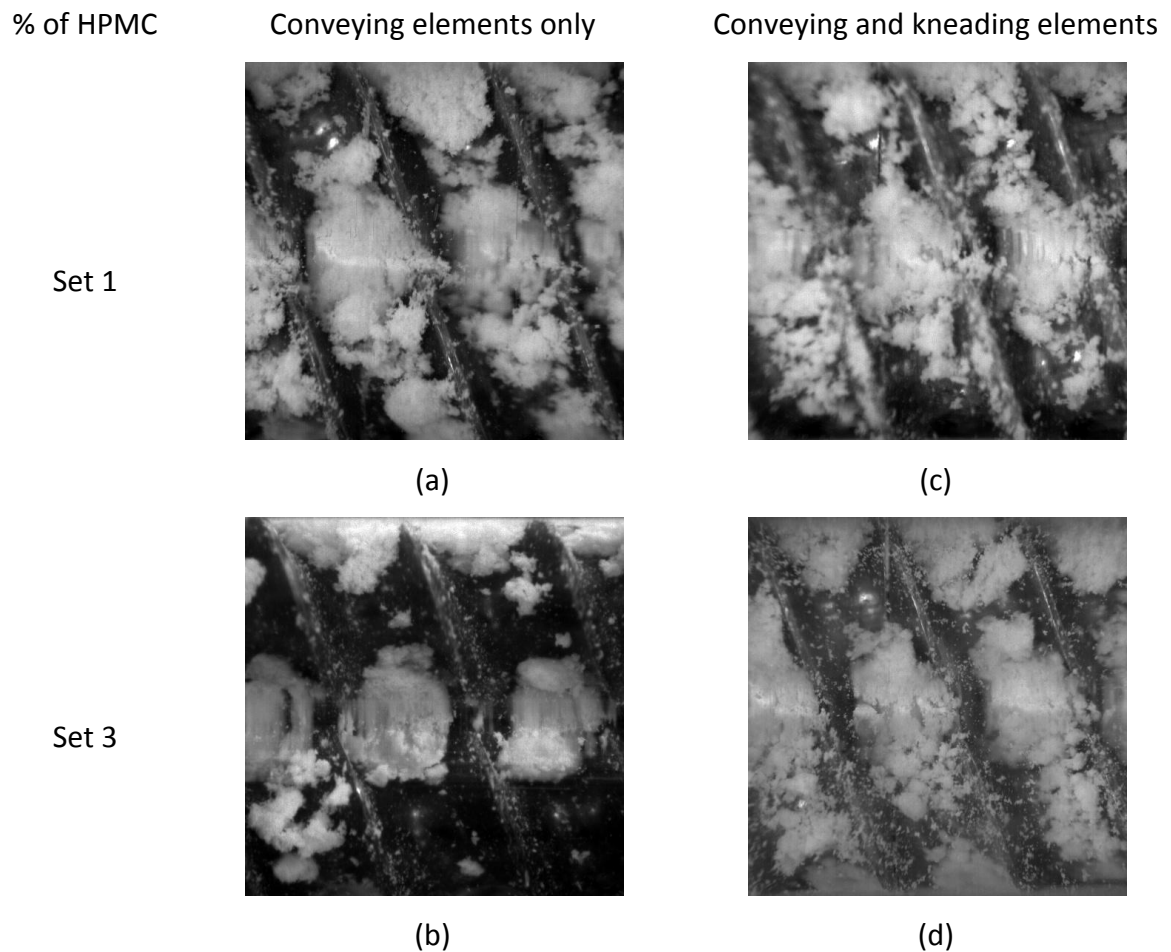 % of HPMC Conveying elements only Conveying and kneading elements
Set 1
(a) (c)
Set 3
(b) (d)